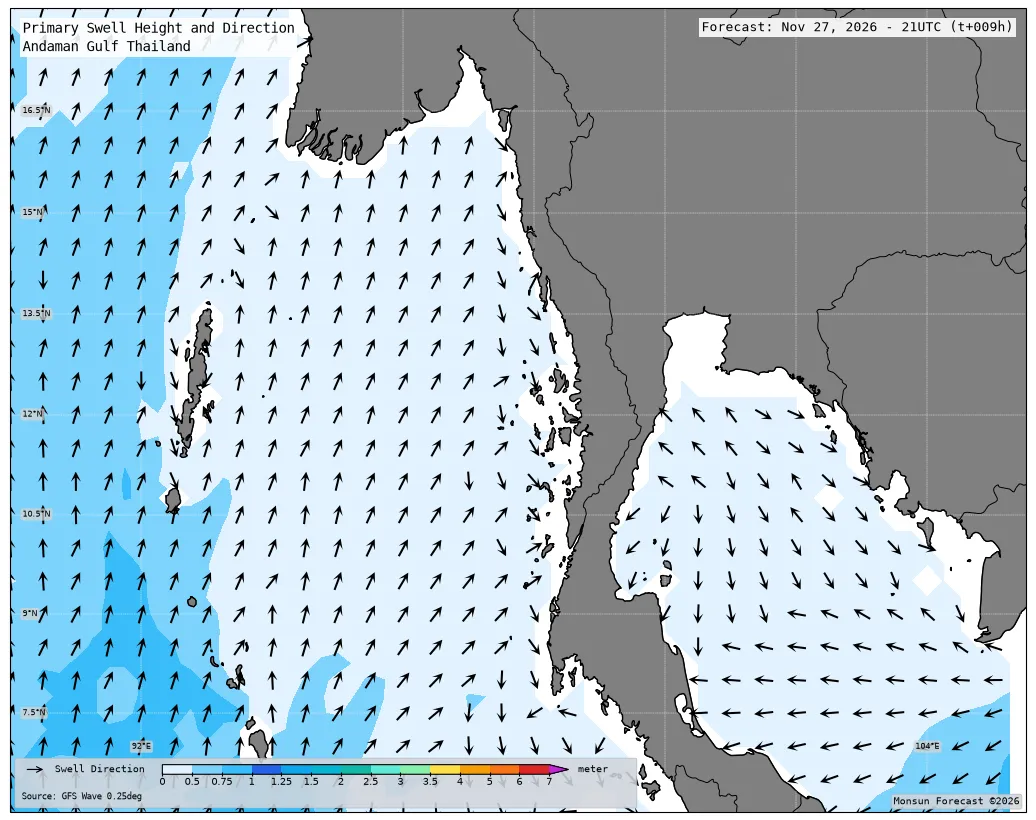 Primary Swell Height and Direction
Andaman Gulf Thailand
Forecast: Nov 27, 2026 - 21UTC (t+009h)
16.5°N
15°N
13.5°N
12°N
10.5°N
9°N
7.5°N
92°E
104°E
Swell Direction
0 0.5 0.75 1 1.25 1.5 2 2.5 3 3.5 4 5 6 7
meter
Source: GFS Wave 0.25deg
Monsun Forecast ©2026